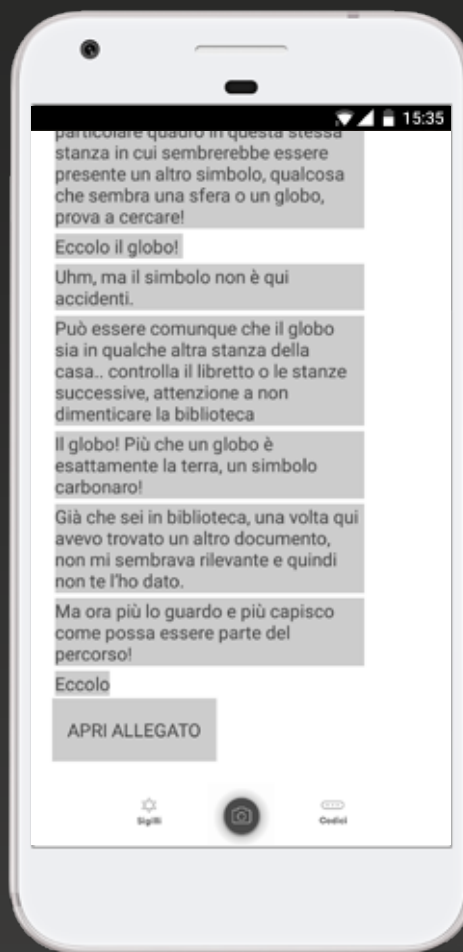 15:35
particolare quadro in questa stessa
stanza in cui sembrerebbe essere
presente un altro simbolo, qualcosa
che sembra una sfera o un globo,
prova a cercare!
Eccolo il globo!
Uhm, ma il simbolo non è qui
accidenti.
Può essere comunque che il globo
sia in qualche altra stanza della
casa.. controlla il libretto o le stanze
successive, attenzione a non
dimenticare la biblioteca
Il globo! Più che un globo è
esattamente la terra, un simbolo
carbonaro!
Già che sei in biblioteca, una volta qui
avevo trovato un altro documento,
non mi sembrava rilevante e quindi
non te l'ho dato.
Ma ora più lo guardo e più capisco
come possa essere parte del
percorso!
Eccolo
APRI ALLEGATO
Sigilli
Codici